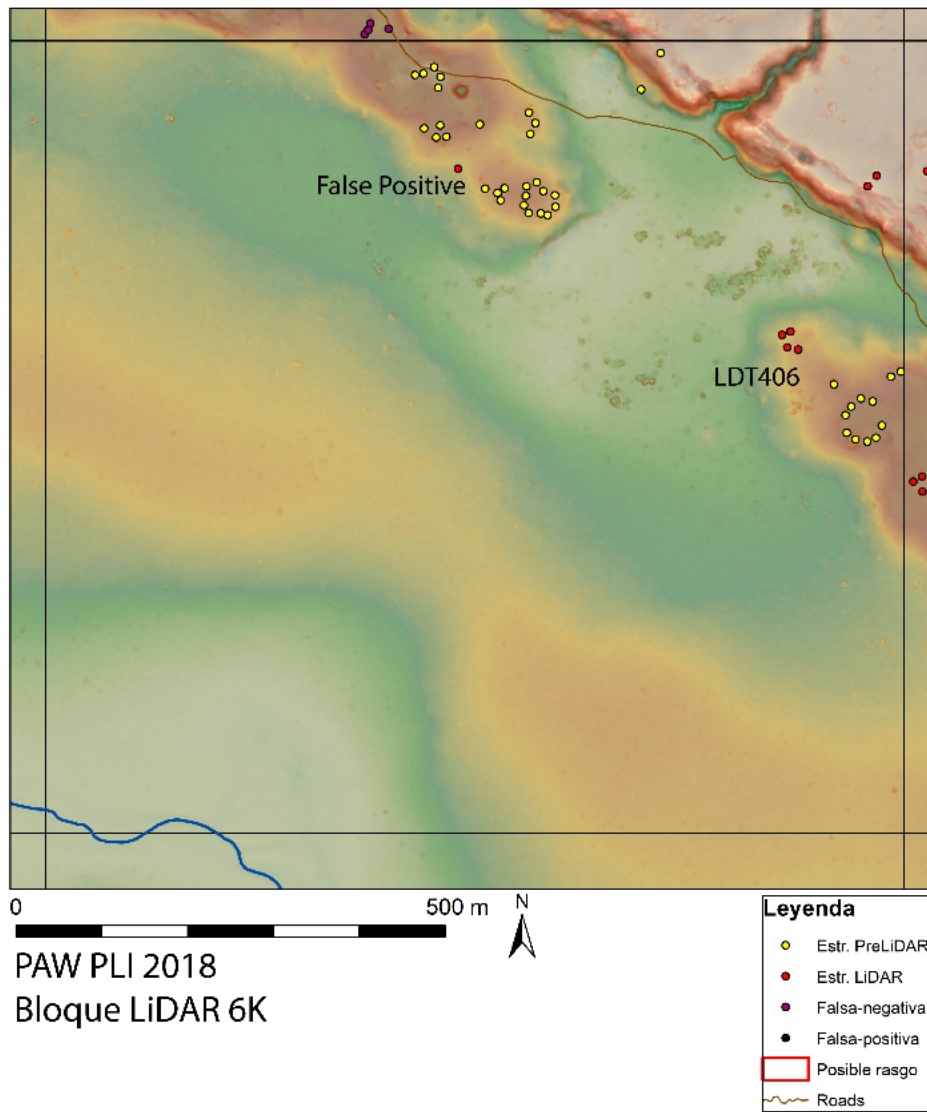 False Positive
LDT406
0 500 m
N
PAW PLI 2018
Bloque LiDAR 6K
Leyenda
Estr. PreLiDAR
Estr. LiDAR
Falsa-negativa
Falsa-positiva
Posible rasgo
Roads